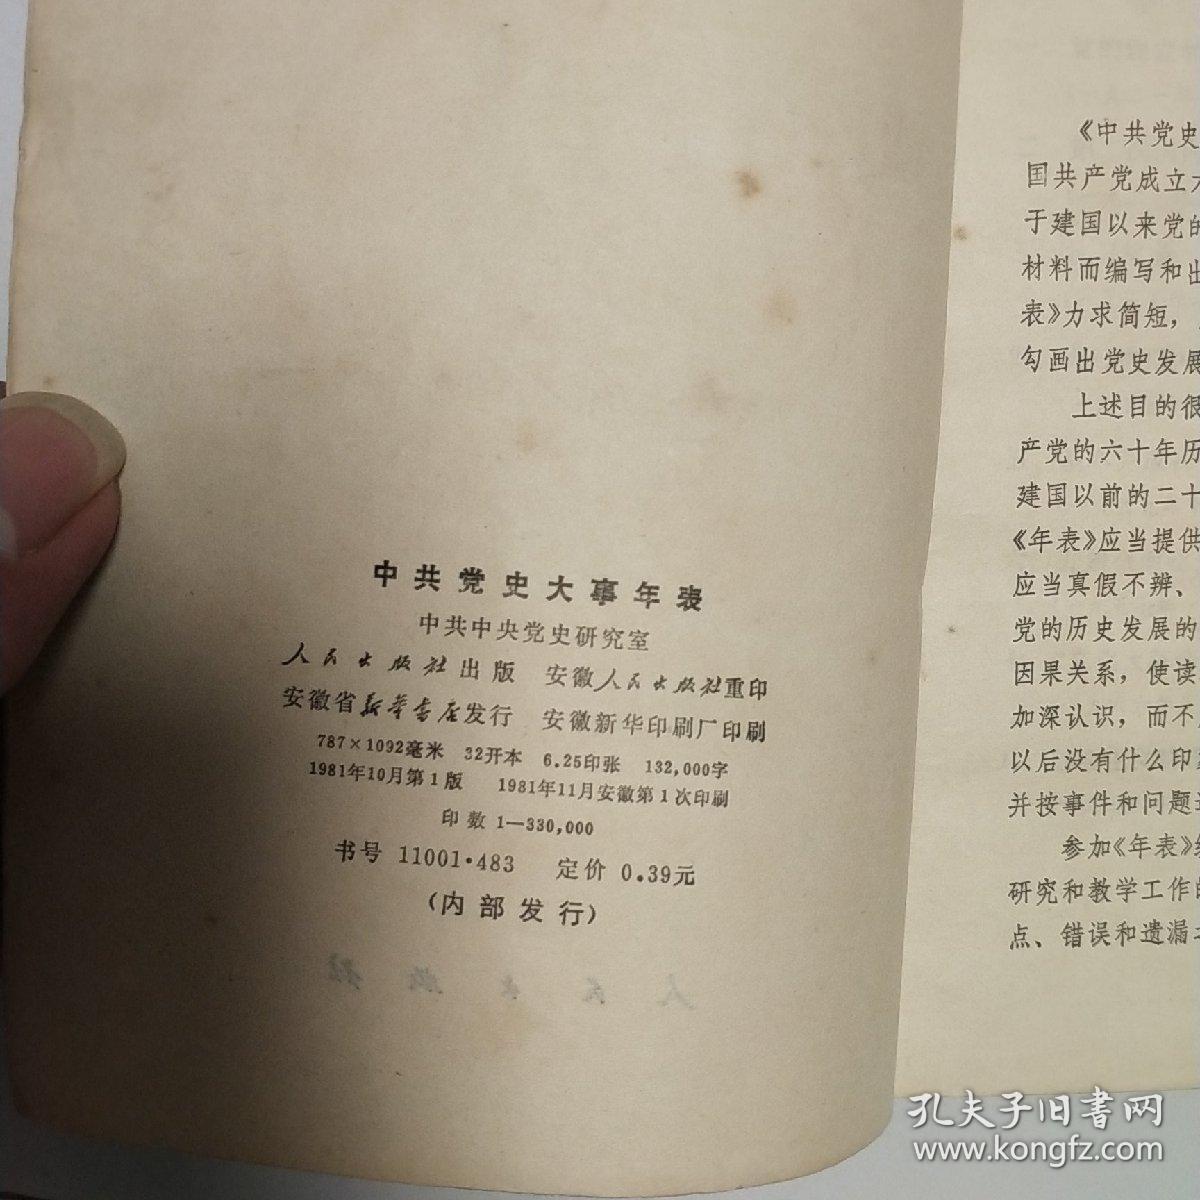 中共党史大事年表
中共中央党史研究室
人民出版社出版 安徽人民出版社重印
安徽省新华书店发行 安徽新华印刷厂印刷
787×1092毫米 32开本 6.25印张 132,000字
1981年10月第1版 1981年11月安徽第1次印刷
印数 1—330,000
书号 11001·483 定价 0.39元
（内部发行）
《中共党史
国共产党成立
于建国以来党的
材料而编写和出
表》力求简短，
勾画出党史发展
上述目的很
产党的六十年历
建国以前的二十
《年表》应当提供
应当真假不辨、
党的历史发展的
因果关系，使读
加深认识，而不
以后没有什么印
并按事件和问题
参加《年表》
研究和教学工作的
点、错误和遗漏
孔夫子旧书网
www.kongfz.com